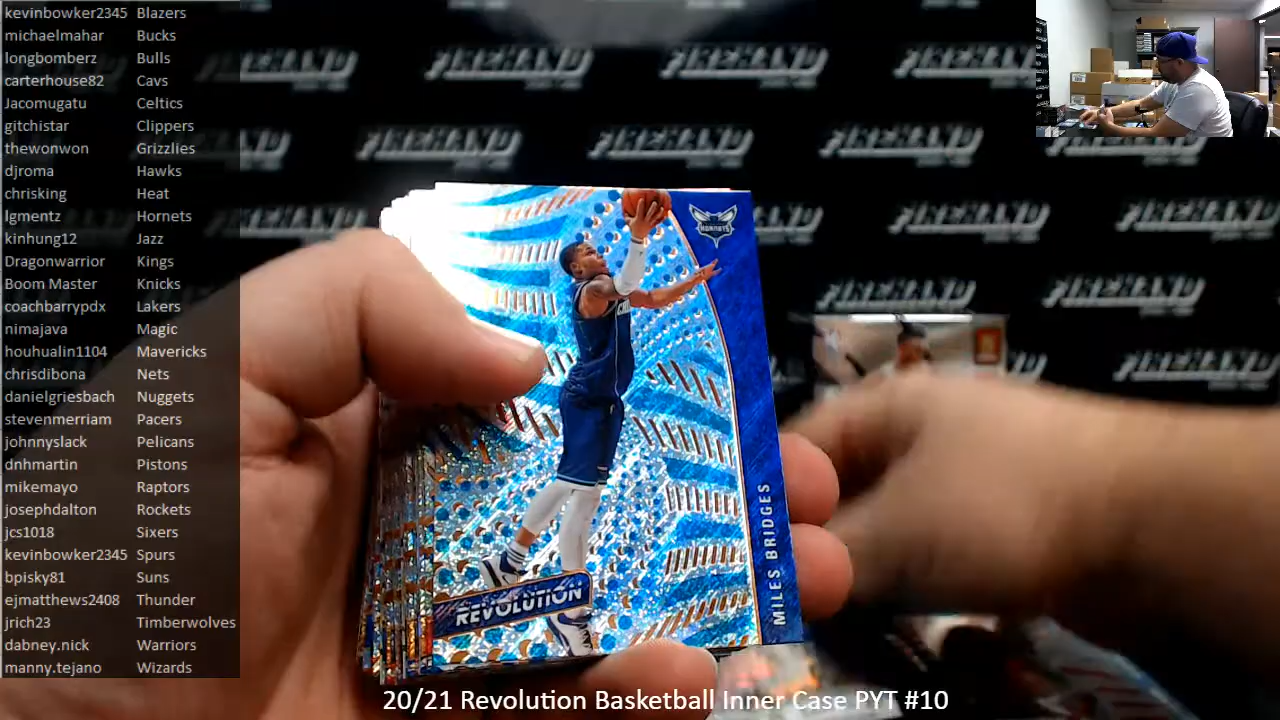 kevinbowker2345 Blazers
michaelmahar Bucks
longbomberz Bulls
carterhouse82 Cavs
Jacomugatu Celtics
gitchistar Clippers
thewonwon Grizzlies
djroma Hawks
chrisking Heat
lgmentz Hornets
kinhung12 Jazz
Dragonwarrior Kings
Boom Master Knicks
coachbarrypdx Lakers
nimajava Magic
houhualin1104 Mavericks
chrisdibona Nets
danielgriesbach Nuggets
stevenmerriam Pacers
johnnyslack Pelicans
dnhmartin Pistons
mikemayo Raptors
josephdalton Rockets
jcs1018 Sixers
kevinbowker2345 Spurs
bpisky81 Suns
ejmatthews2408 Thunder
jrich23 Timberwolves
dabney.nick Warriors
manny.tejano Wizards
FIREHAND
HORNETS
MILES BRIDGES
REVOLUTION
20/21 Revolution Basketball Inner Case PYT #10